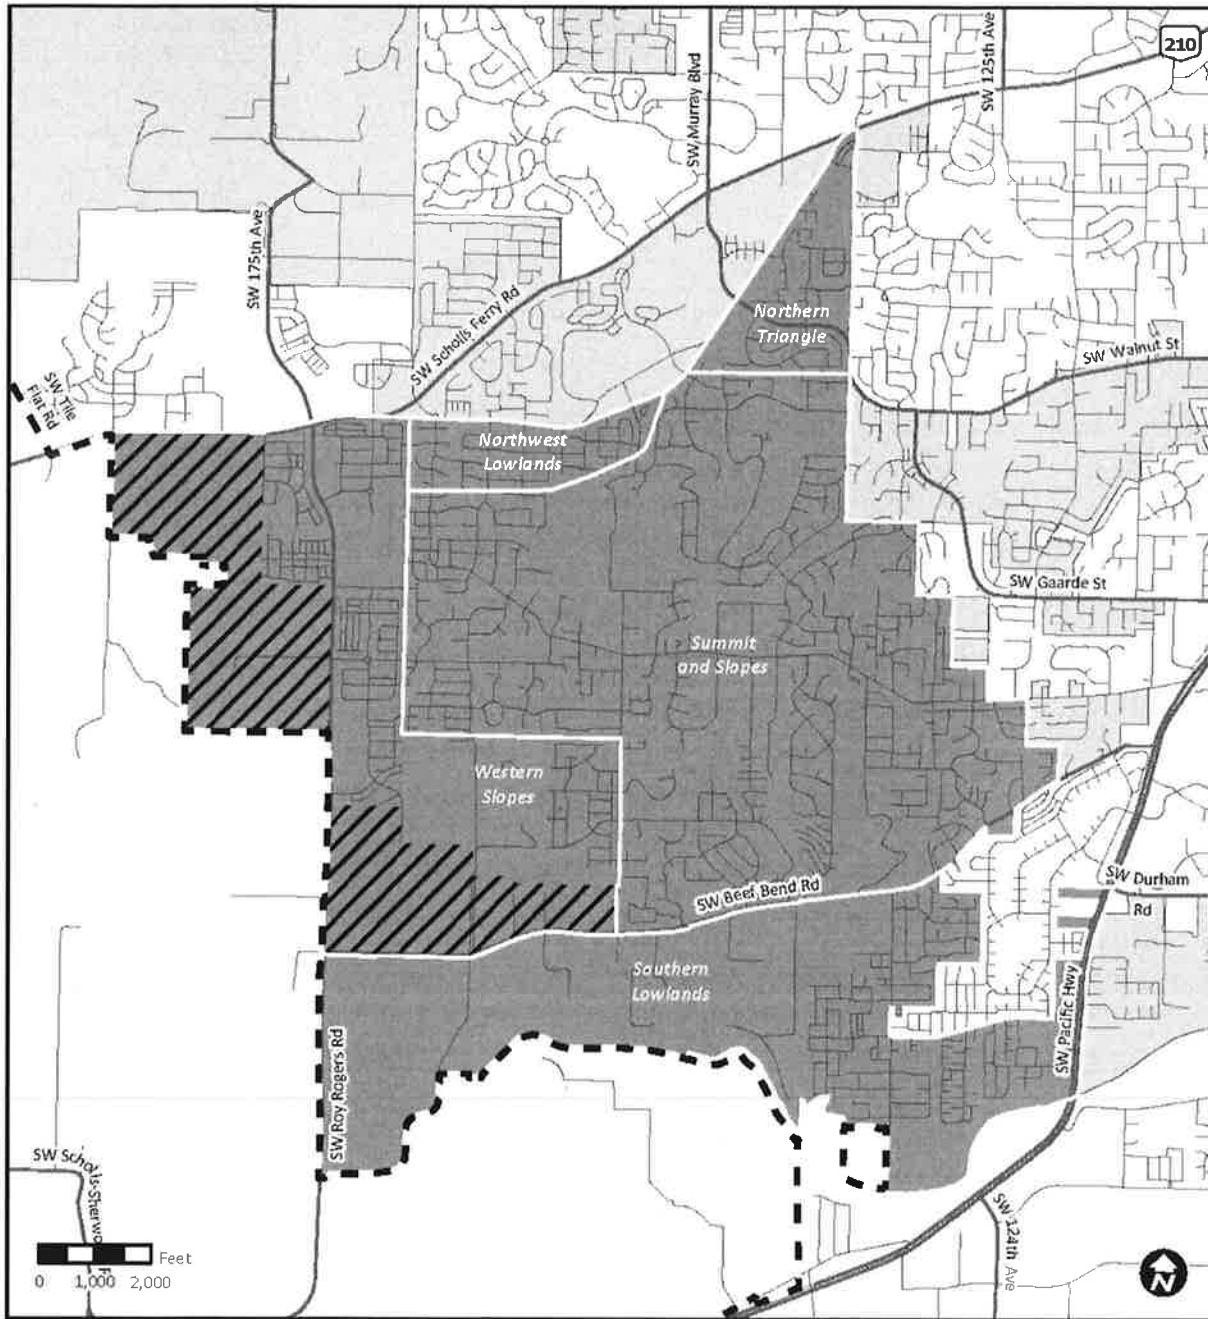 210
SW Murray Blvd
SW 125th Ave
SW 175th Ave
SW Scholls Ferry Rd
Northern
Triangle
SW Walnut St
SW Tile
Flat Rd
Northwest
Lowlands
SW Gaarde St
Summit
and Slopes
Western
Slopes
SW Durham
Rd
SW Beef Bend Rd
Southern
Lowlands
SW Pacific Hwy
SW Roy Rogers Rd
SW Scholls-Sherwo
SW 124th Ave
Feet
0 1,000 2,000
N